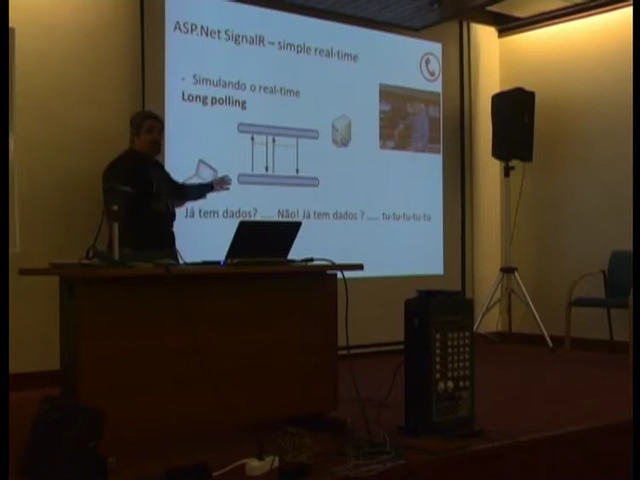 ASP.Net SignalR – simple real-time
- Simulando o real-time
Long polling
Já tem dados? ..... Não! Já tem dados ? ..... tu-tu-tu-tu-tu